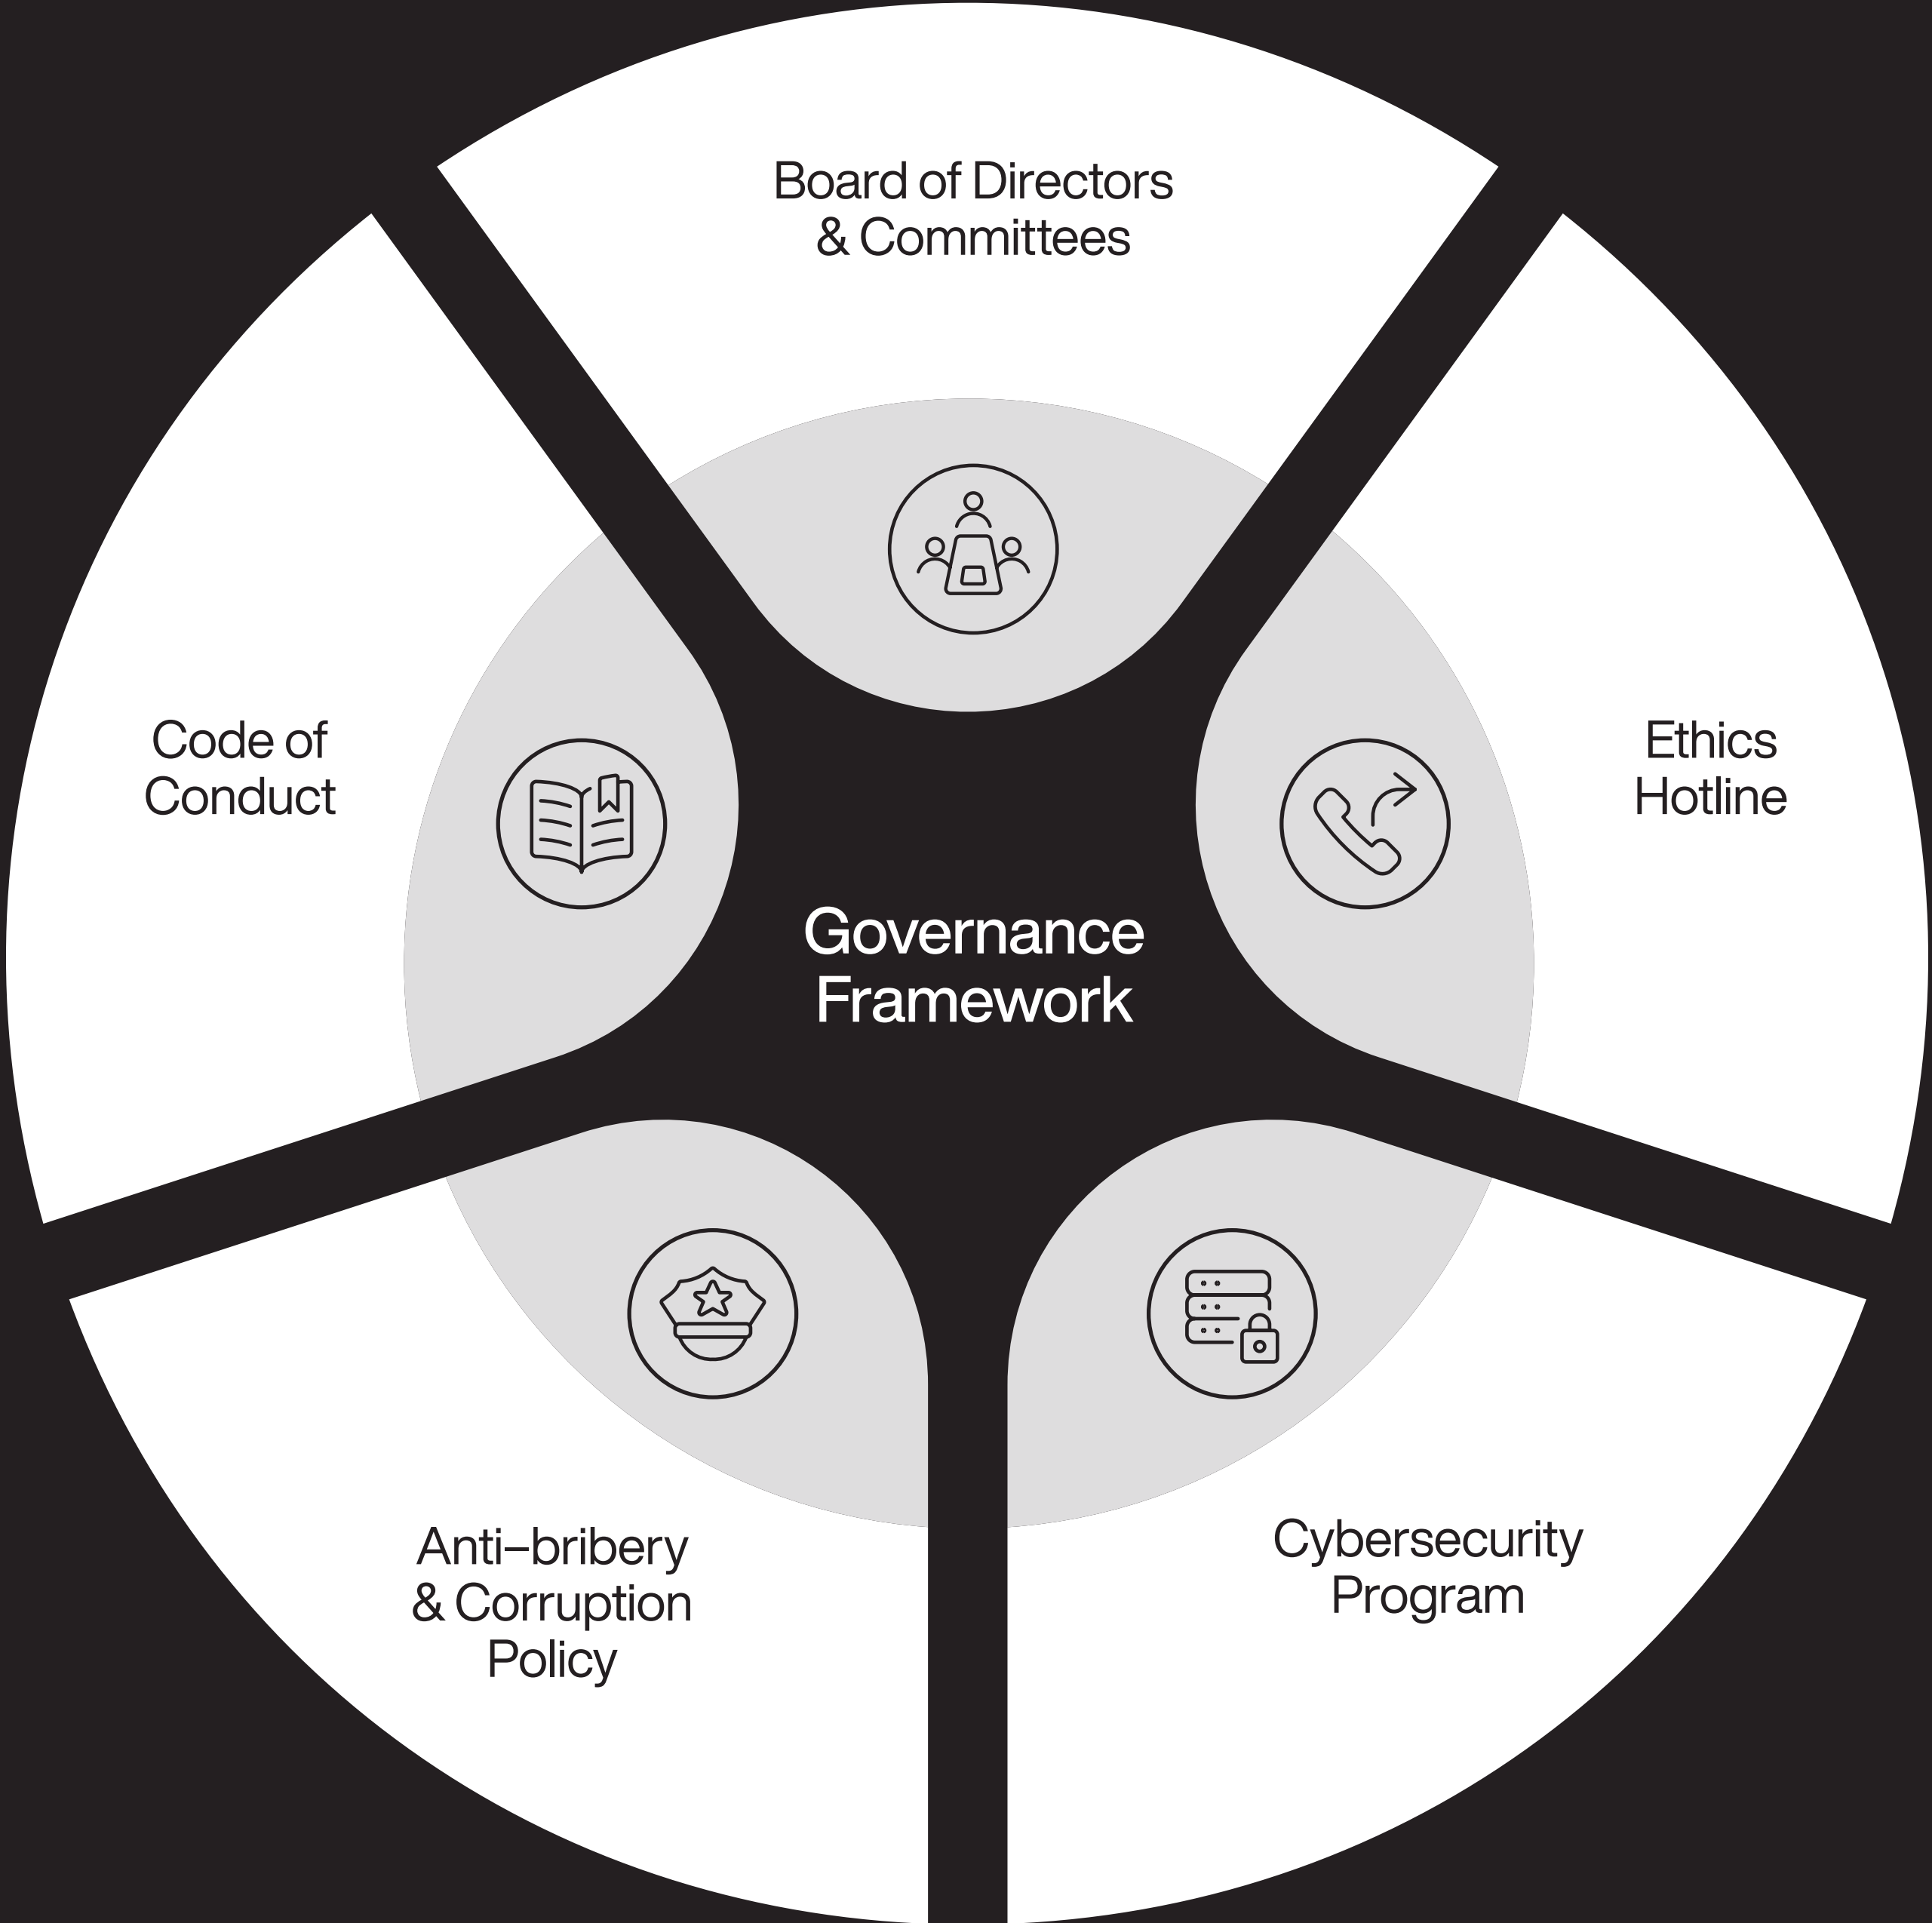 Board of Directors
& Committees
Code of
Conduct
Ethics
Hotline
Governance
Framework
Anti–bribery
& Corruption
Policy
Cybersecurity
Program